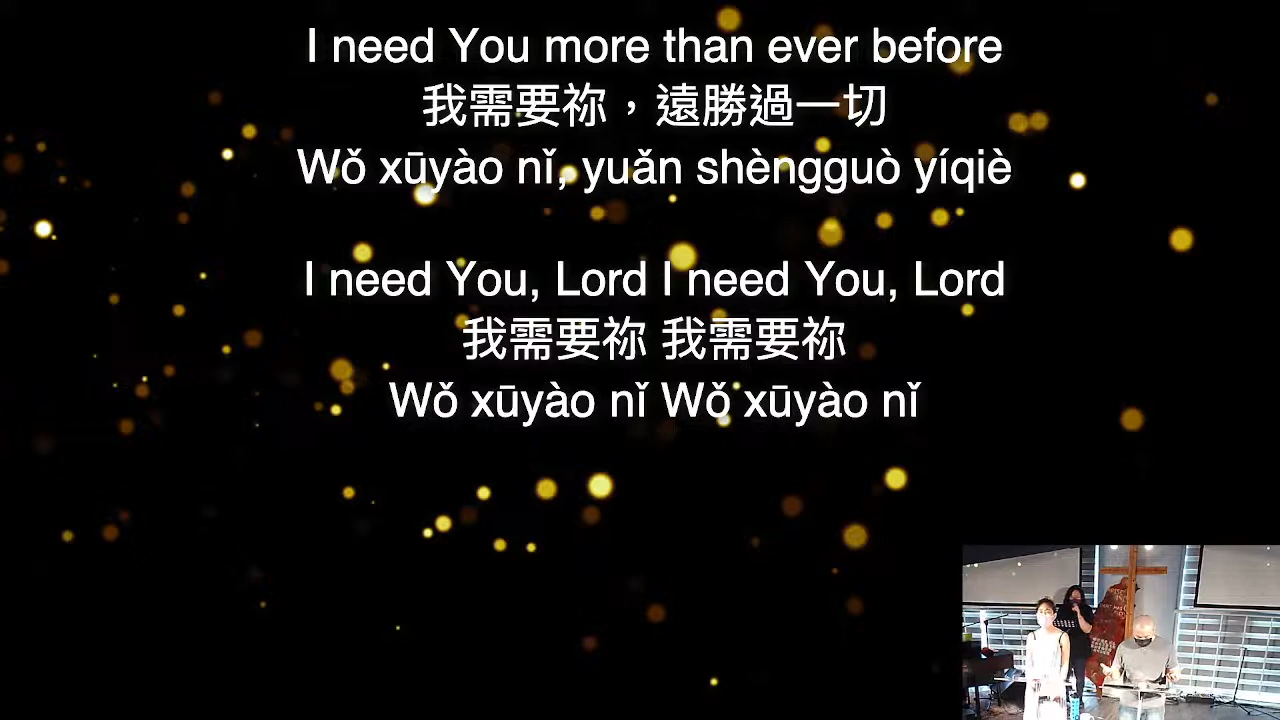 I need You more than ever before
我需要祢，遠勝過一切
Wǒ xūyào nǐ, yuǎn shèngguò yíqiè
I need You, Lord I need You, Lord
我需要祢 我需要祢
Wǒ xūyào nǐ Wǒ xūyào nǐ